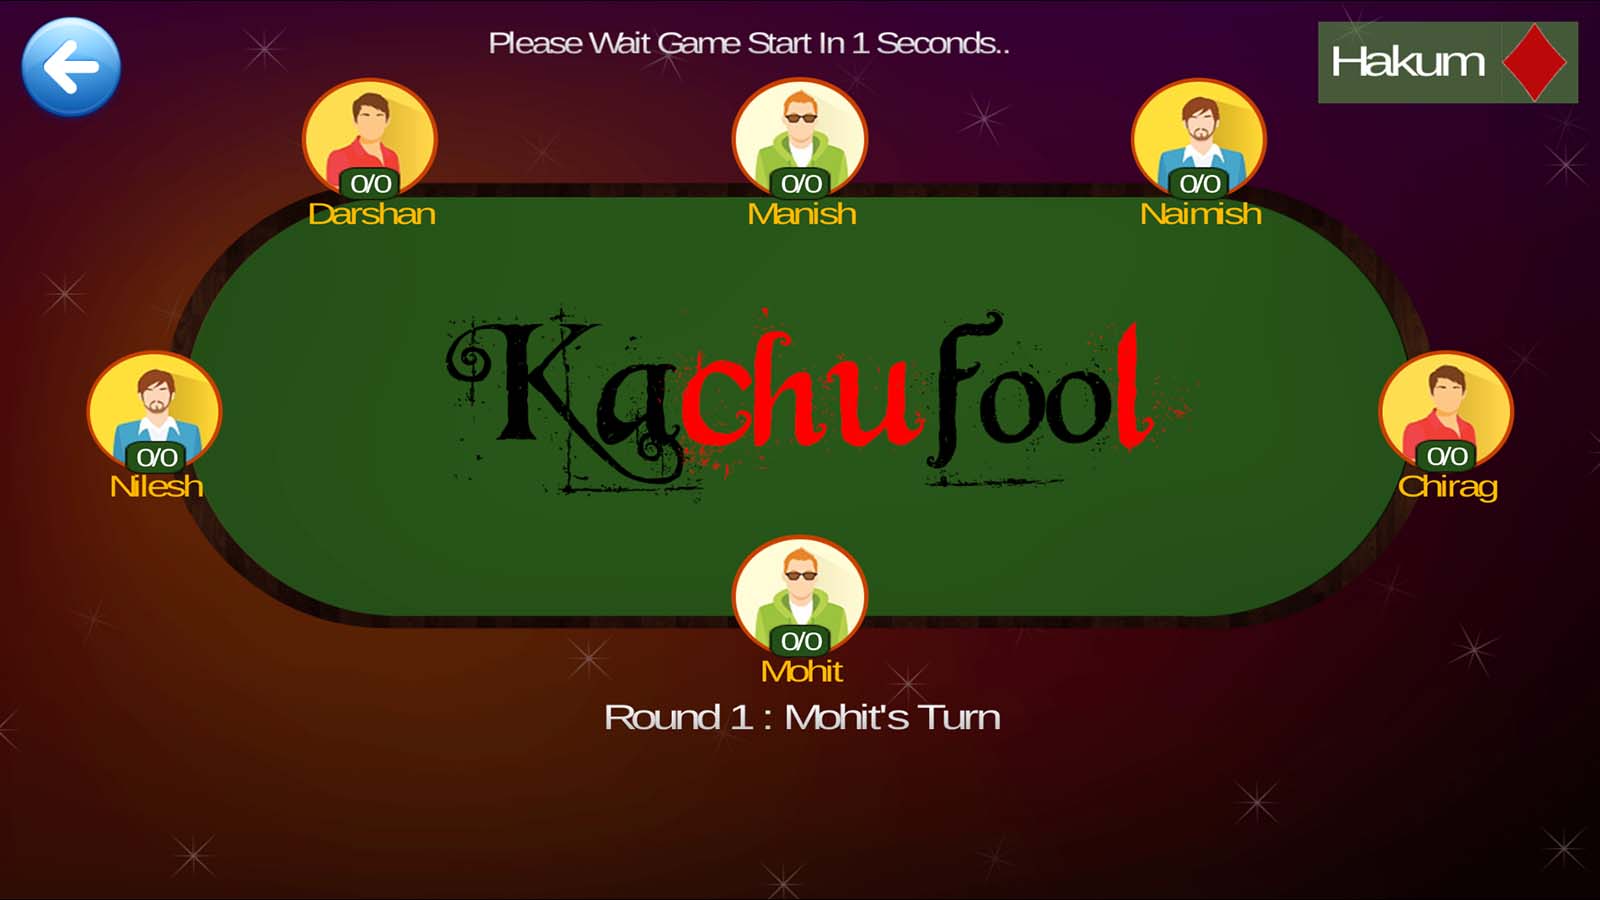 Please Wait Game Start In 1 Seconds..
Hakum
0/0
Darshan
0/0
Manish
0/0
Naimish
Kachufool
0/0
Nilesh
0/0
Chirag
0/0
Mohit
Round 1 : Mohit's Turn